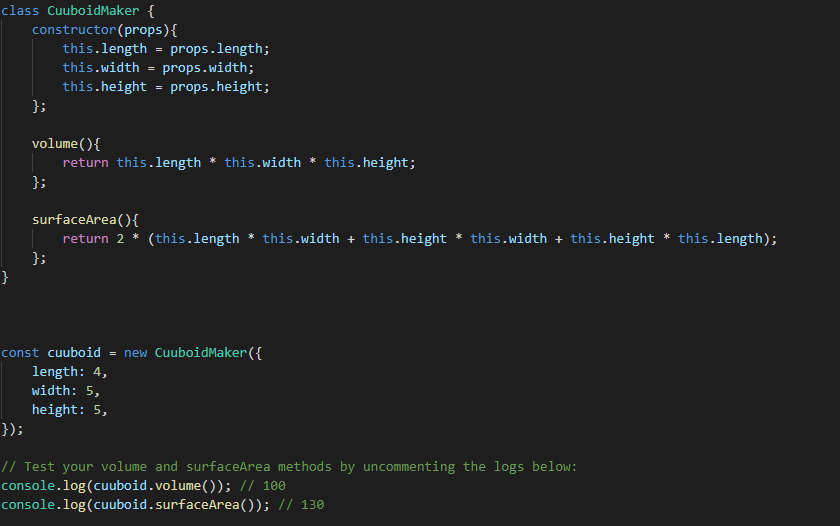 class CuuboidMaker {
    constructor(props){
        this.length = props.length;
        this.width = props.width;
        this.height = props.height;
    };
    volume(){
        return this.length * this.width * this.height;
    };
    surfaceArea(){
        return 2 * (this.length * this.width + this.height * this.width + this.height * this.length);
    };
}
const cuuboid = new CuuboidMaker({
    length: 4,
    width: 5,
    height: 5,
});
// Test your volume and surfaceArea methods by uncommenting the logs below:
console.log(cuuboid.volume()); // 100
console.log(cuuboid.surfaceArea()); // 130